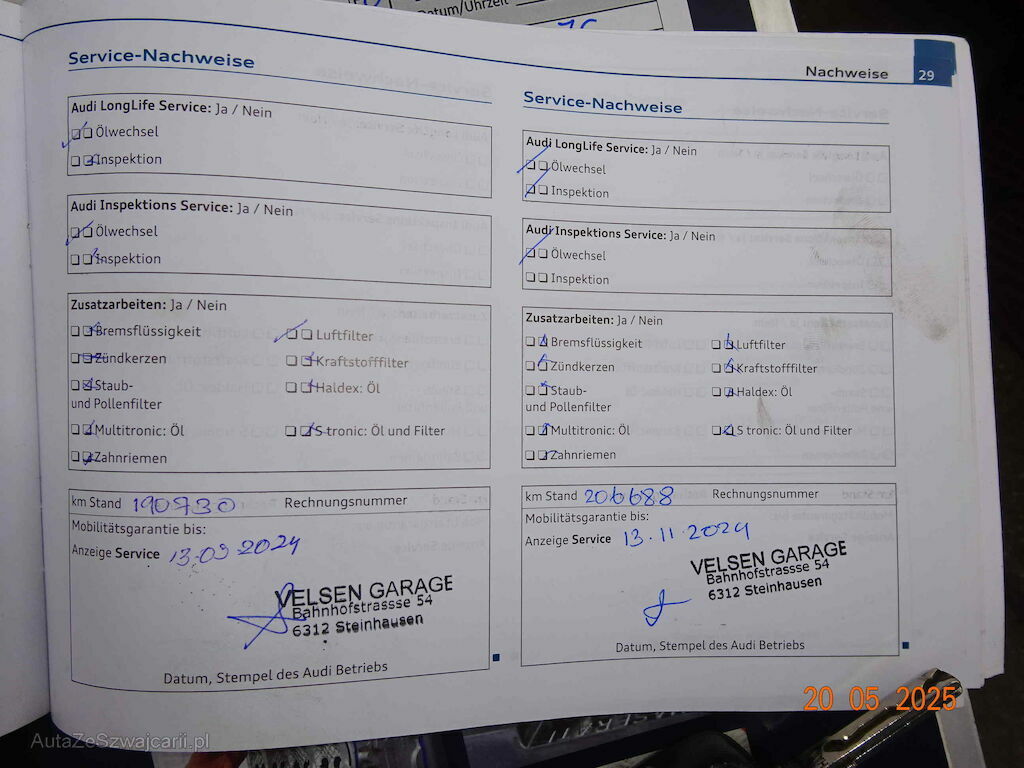 Datum/Uhrzeit
Service-Nachweise
Audi LongLife Service: Ja / Nein
Ölwechsel
Inspektion
Audi Inspektions Service: Ja / Nein
Ölwechsel
Inspektion
Zusatzarbeiten: Ja / Nein
Bremsflüssigkeit
Luftfilter
Zündkerzen
Kraftstofffilter
Staub-
und Pollenfilter
Haldex: Öl
Multitronic: Öl
S tronic: Öl und Filter
Zahnriemen
km Stand 190730 Rechnungsnummer
Mobilitätsgarantie bis:
Anzeige Service 13.09.2024
VELSEN GARAGE
Bahnhofstrassse 54
6312 Steinhausen
Datum, Stempel des Audi Betriebs
Nachweise 29
Service-Nachweise
Audi LongLife Service: Ja / Nein
Ölwechsel
Inspektion
Audi Inspektions Service: Ja / Nein
Ölwechsel
Inspektion
Zusatzarbeiten: Ja / Nein
Bremsflüssigkeit
Luftfilter
Zündkerzen
Kraftstofffilter
Staub-
und Pollenfilter
Haldex: Öl
Multitronic: Öl
S tronic: Öl und Filter
Zahnriemen
km Stand 206688 Rechnungsnummer
Mobilitätsgarantie bis:
Anzeige Service 13.11.2024
VELSEN GARAGE
Bahnhofstrassse 54
6312 Steinhausen
Datum, Stempel des Audi Betriebs
20 05 2025
AutaZeSzwajcarii.pl